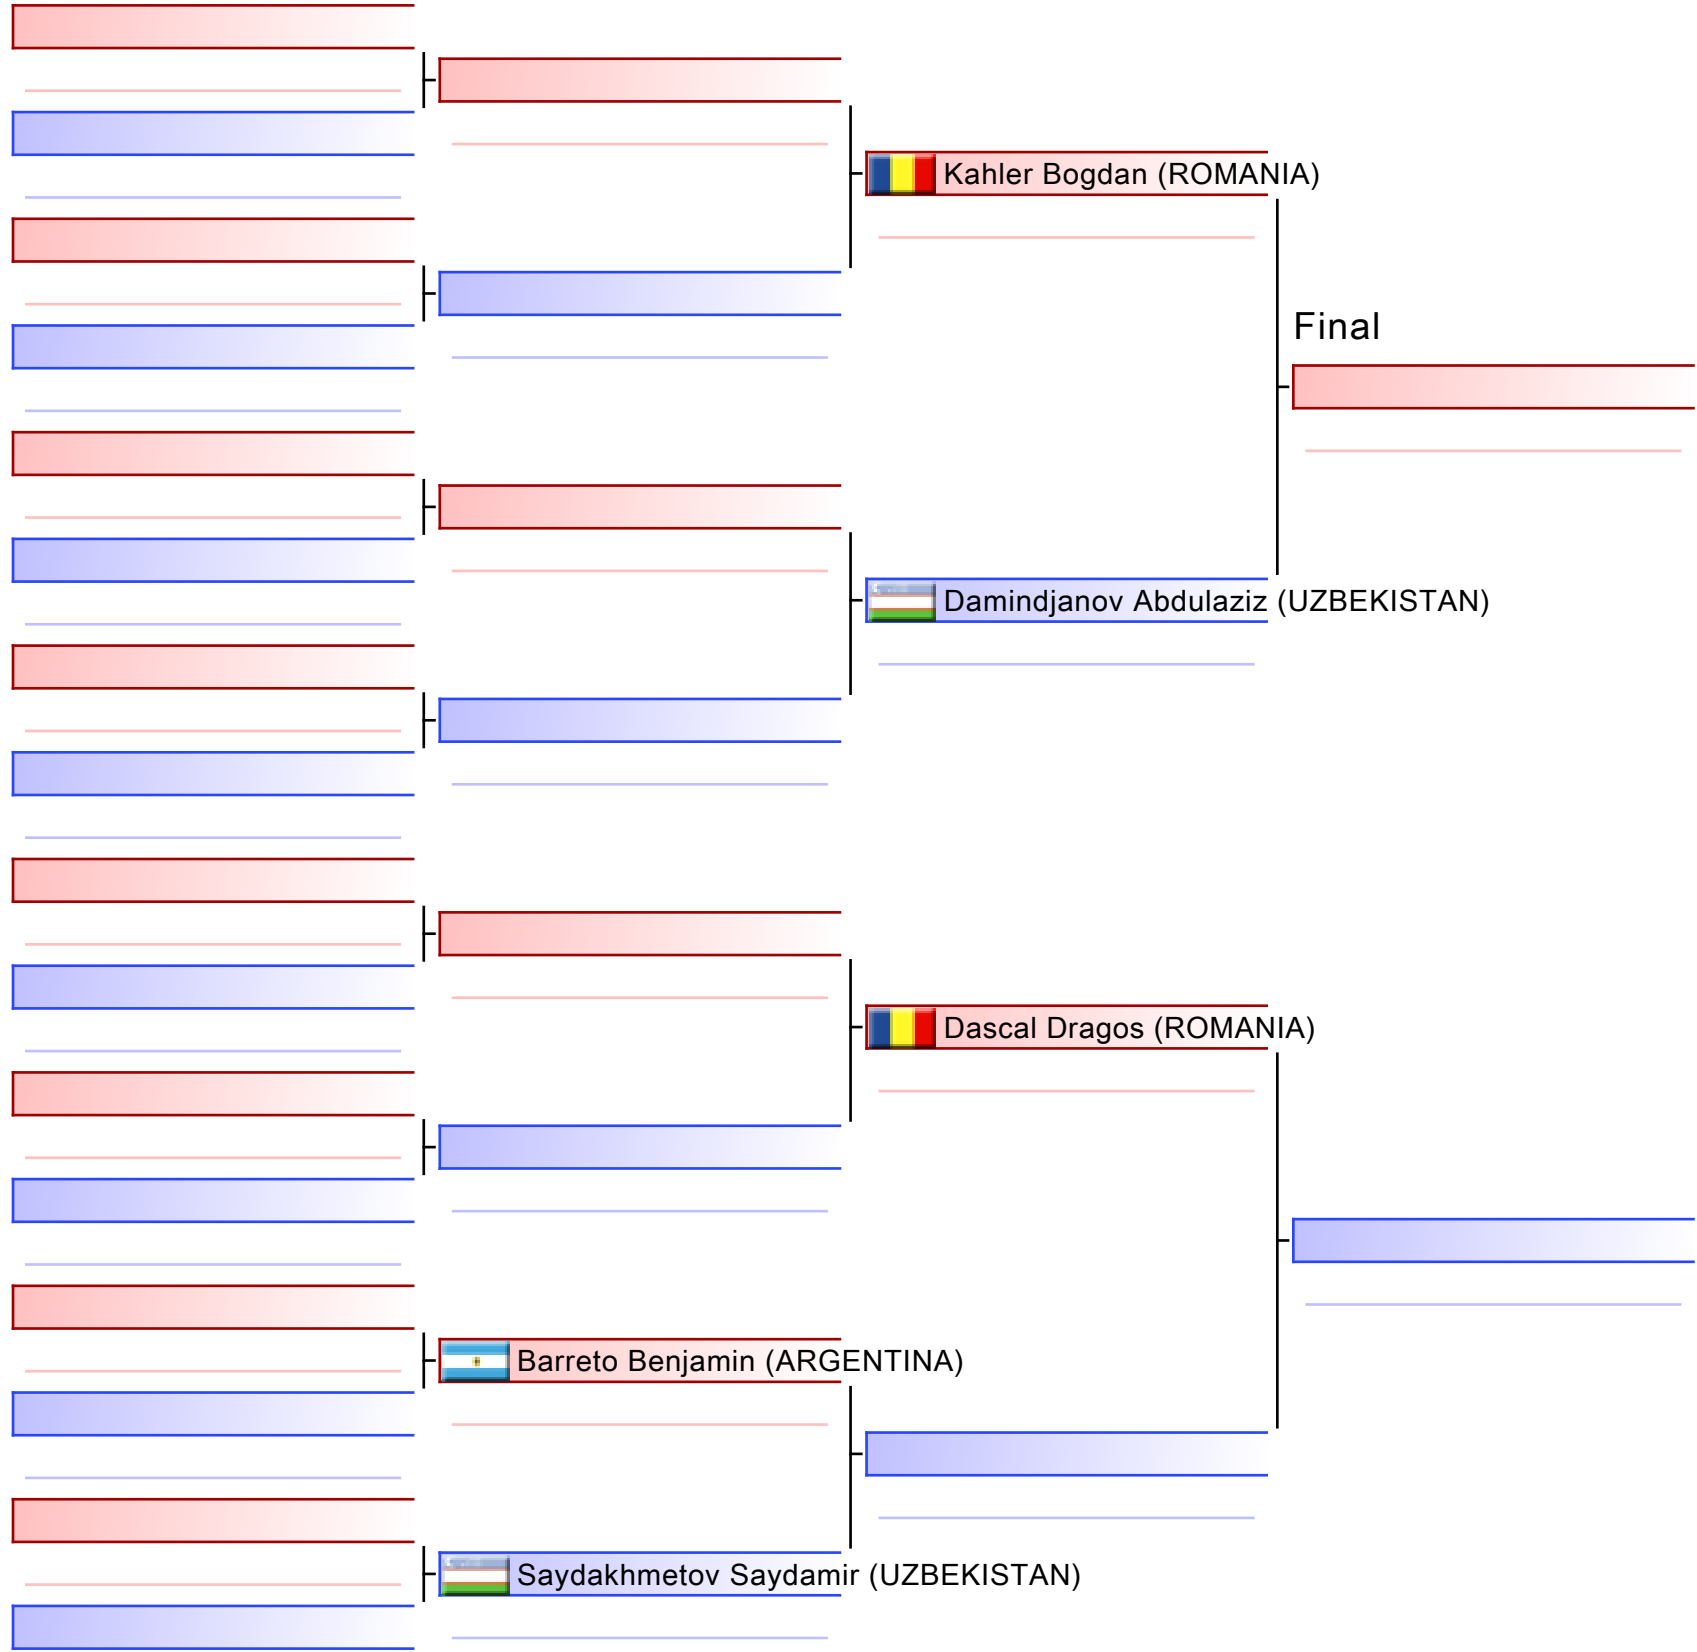 Kahler Bogdan (ROMANIA)
Final
Damindjanov Abdulaziz (UZBEKISTAN)
Dascal Dragos (ROMANIA)
Barreto Benjamin (ARGENTINA)
Saydakhmetov Saydamir (UZBEKISTAN)